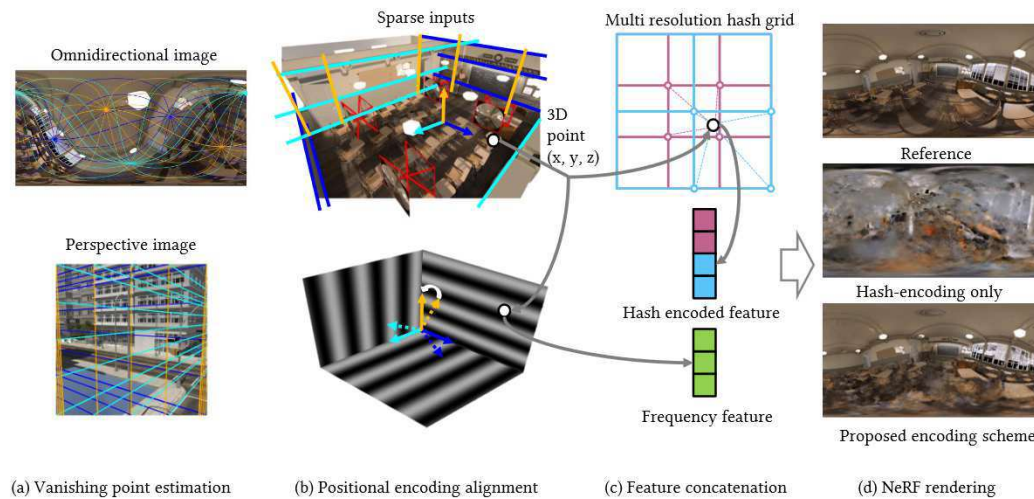 Omnidirectional image
Perspective image
(a) Vanishing point estimation
Sparse inputs
3D
point
(x, y, z)
(b) Positional encoding alignment
Multi resolution hash grid
Hash encoded feature
Frequency feature
(c) Feature concatenation
Reference
Hash-encoding only
Proposed encoding scheme
(d) NeRF rendering